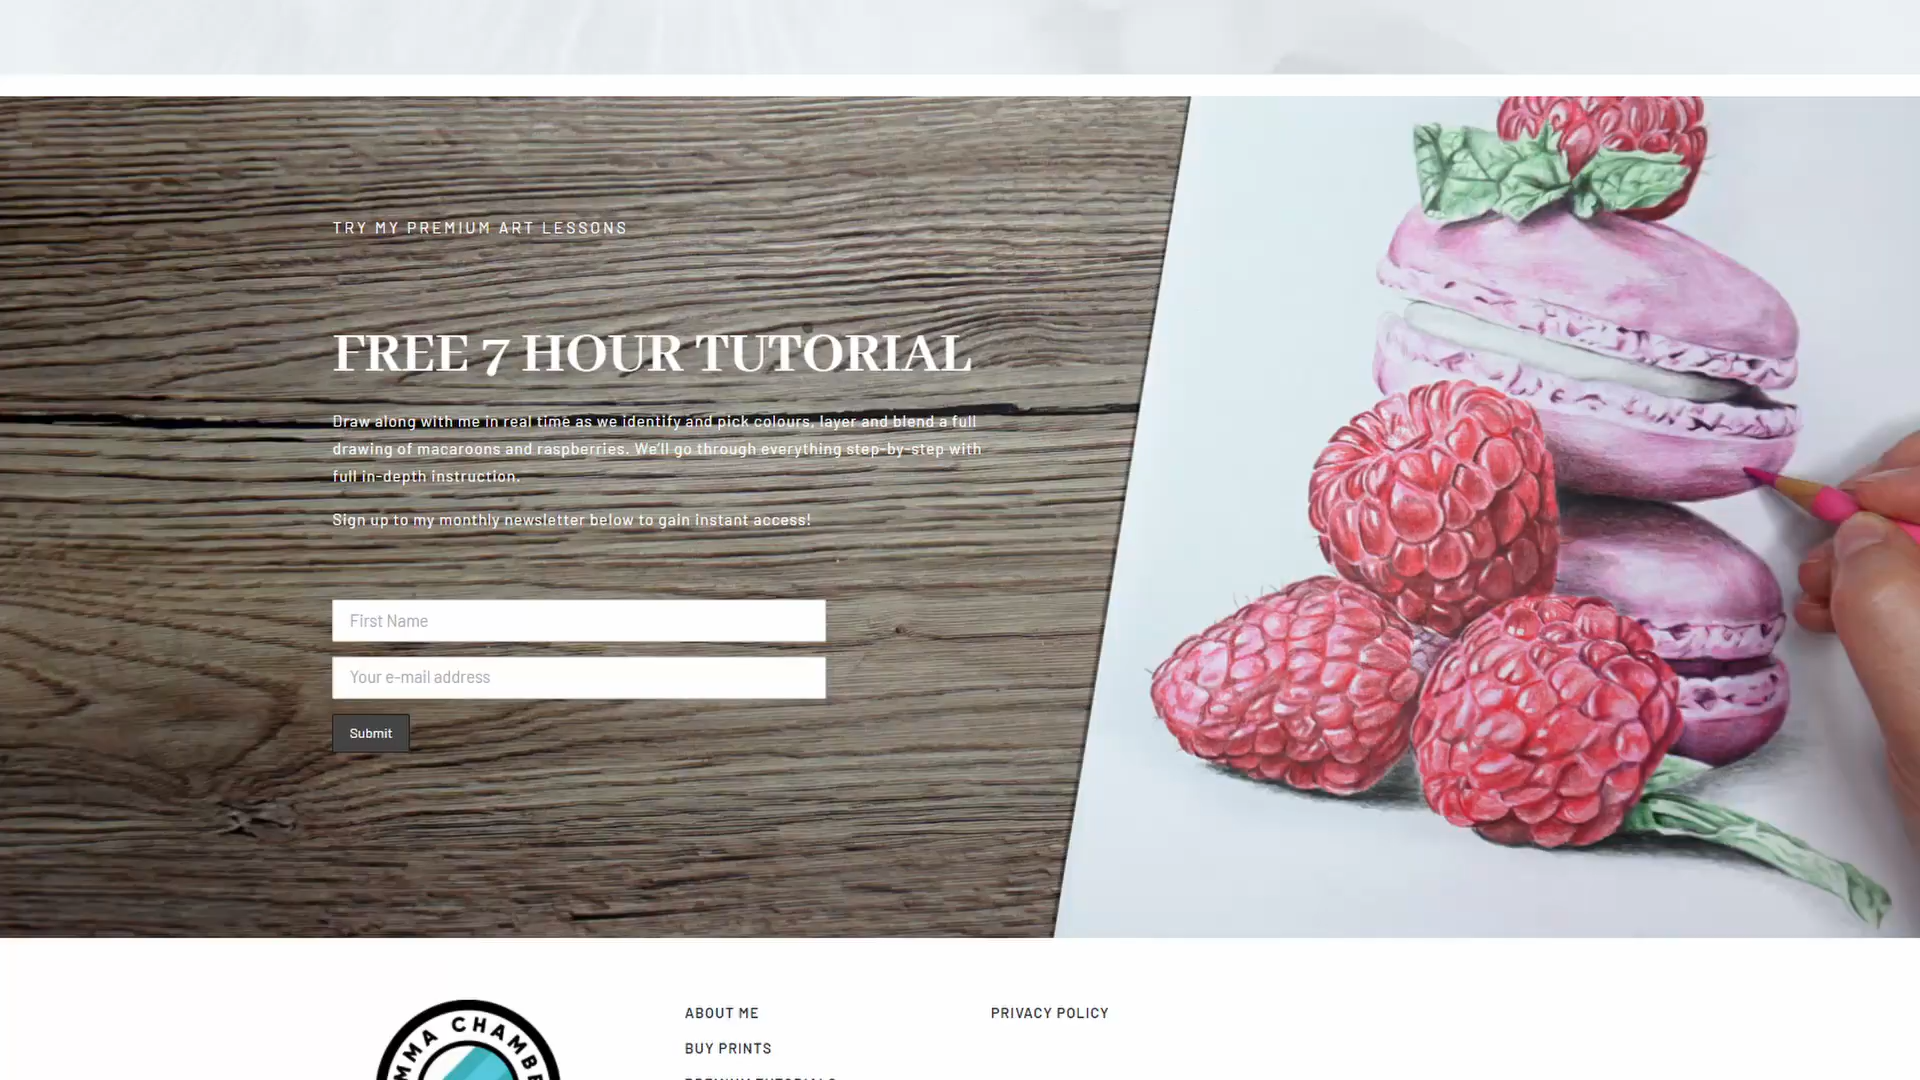 TRY MY PREMIUM ART LESSONS
FREE 7 HOUR TUTORIAL
Draw along with me in real time as we identify and pick colours, layer and blend a full
drawing of macaroons and raspberries. We'll go through everything step-by-step with
full in-depth instruction.
Sign up to my monthly newsletter below to gain instant access!
First Name
Your e-mail address
Submit
ABOUT ME
PRIVACY POLICY
BUY PRINTS
PREMIUM TUTORIALS